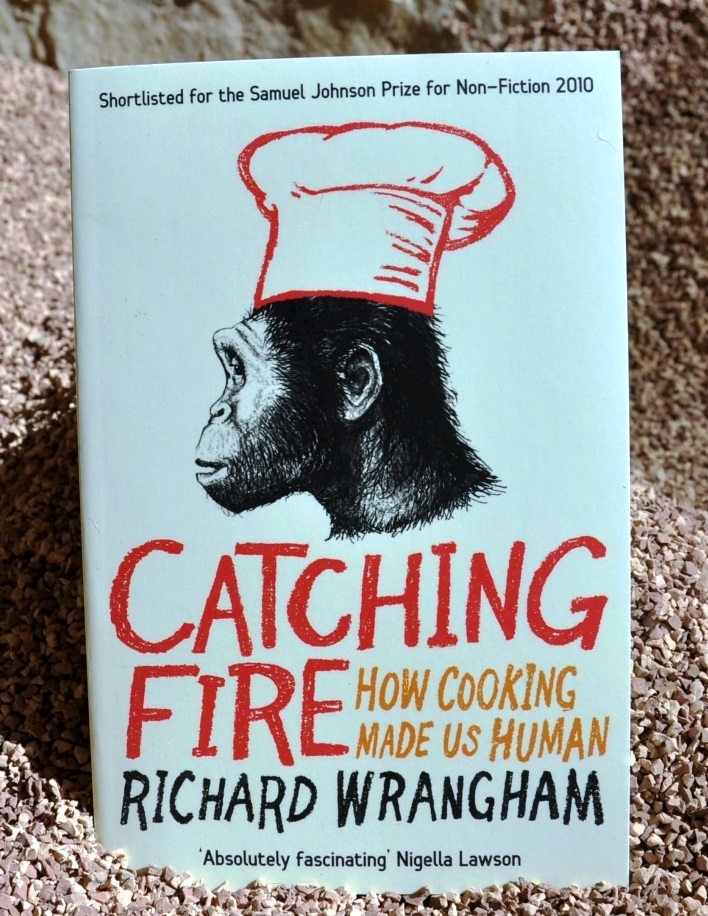 Shortlisted for the Samuel Johnson Prize for Non-Fiction 2010
CATCHING
FIRE
HOW COOKING
MADE US HUMAN
RICHARD WRANGHAM
'Absolutely fascinating' Nigella Lawson